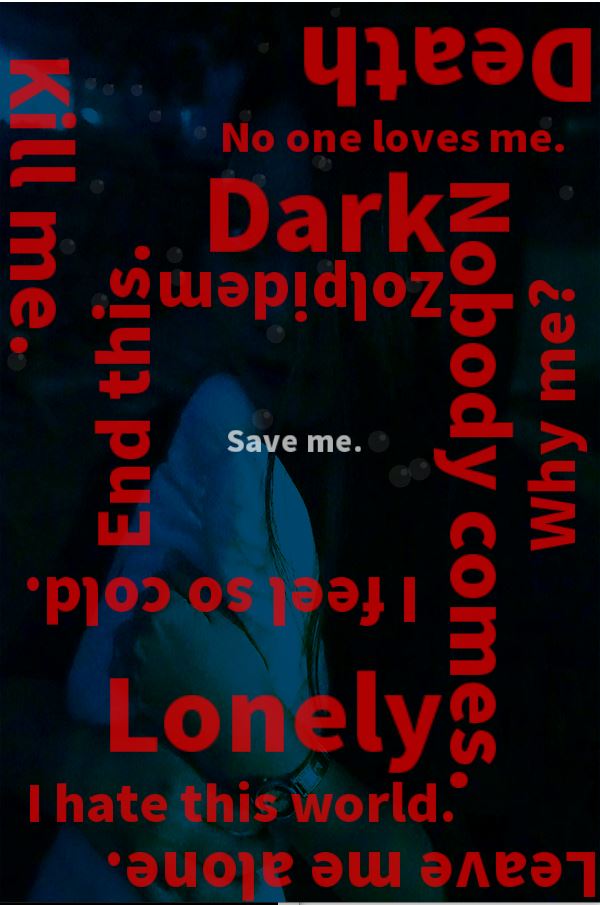 Death
Kill me.
No one loves me.
Dark
Nobody comes.
Zolpidem
End this.
Why me?
Save me.
I feel so cold.
Lonely
I hate this world.
Leave me alone.